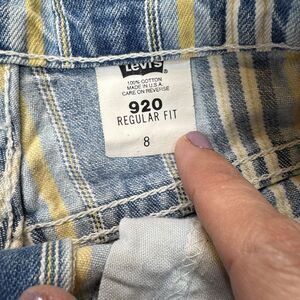 Levi's
100% COTTON
MADE IN U.S.A.
CARE ON REVERSE
920
REGULAR FIT
8